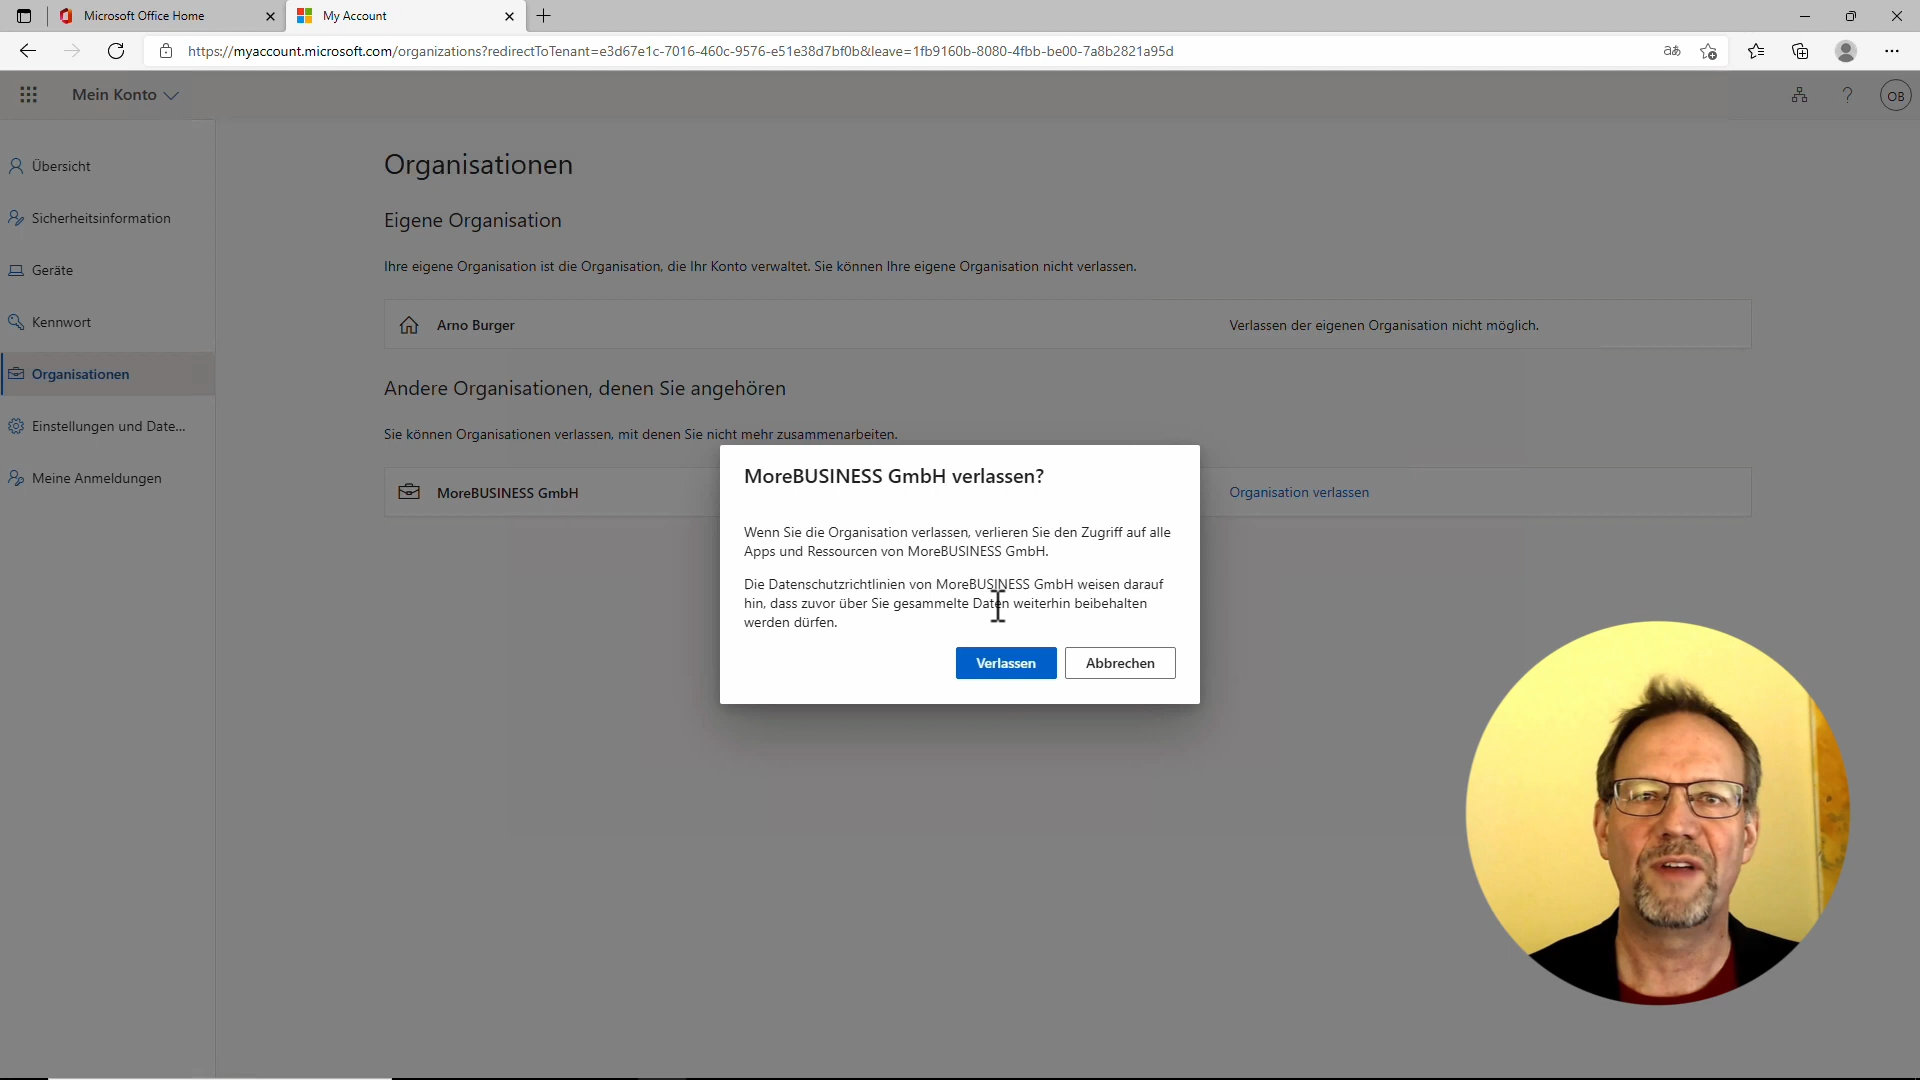 Microsoft Office Home
My Account
https://myaccount.microsoft.com/organizations?redirectToTenant=e3d67e1c-7016-460c-9576-e51e38d7bf0b&leave=1fb9160b-8080-4fbb-be00-7a8b2821a95d
aあ
Mein Konto
?
OB
Übersicht
Sicherheitsinformation
Geräte
Kennwort
Organisationen
Einstellungen und Date...
Meine Anmeldungen
Organisationen
Eigene Organisation
Ihre eigene Organisation ist die Organisation, die Ihr Konto verwaltet. Sie können Ihre eigene Organisation nicht verlassen.
Arno Burger
Verlassen der eigenen Organisation nicht möglich.
Andere Organisationen, denen Sie angehören
Sie können Organisationen verlassen, mit denen Sie nicht mehr zusammenarbeiten.
MoreBUSINESS GmbH
Organisation verlassen
MoreBUSINESS GmbH verlassen?
Wenn Sie die Organisation verlassen, verlieren Sie den Zugriff auf alle
Apps und Ressourcen von MoreBUSINESS GmbH.
Die Datenschutzrichtlinien von MoreBUSINESS GmbH weisen darauf
hin, dass zuvor über Sie gesammelte Daten weiterhin beibehalten
werden dürfen.
Verlassen
Abbrechen